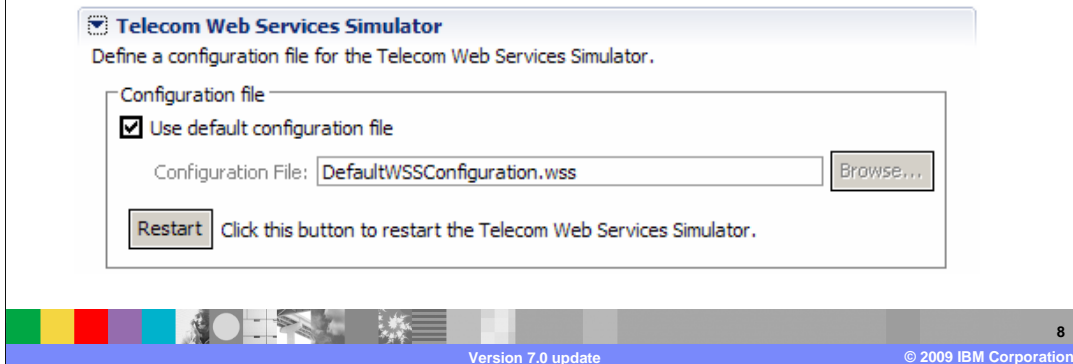 Telecom Web Services Simulator
Define a configuration file for the Telecom Web Services Simulator.
Configuration file
Use default configuration file
Configuration File: DefaultWSSConfiguration.wss Browse...
Restart Click this button to restart the Telecom Web Services Simulator.
8
Version 7.0 update © 2009 IBM Corporation